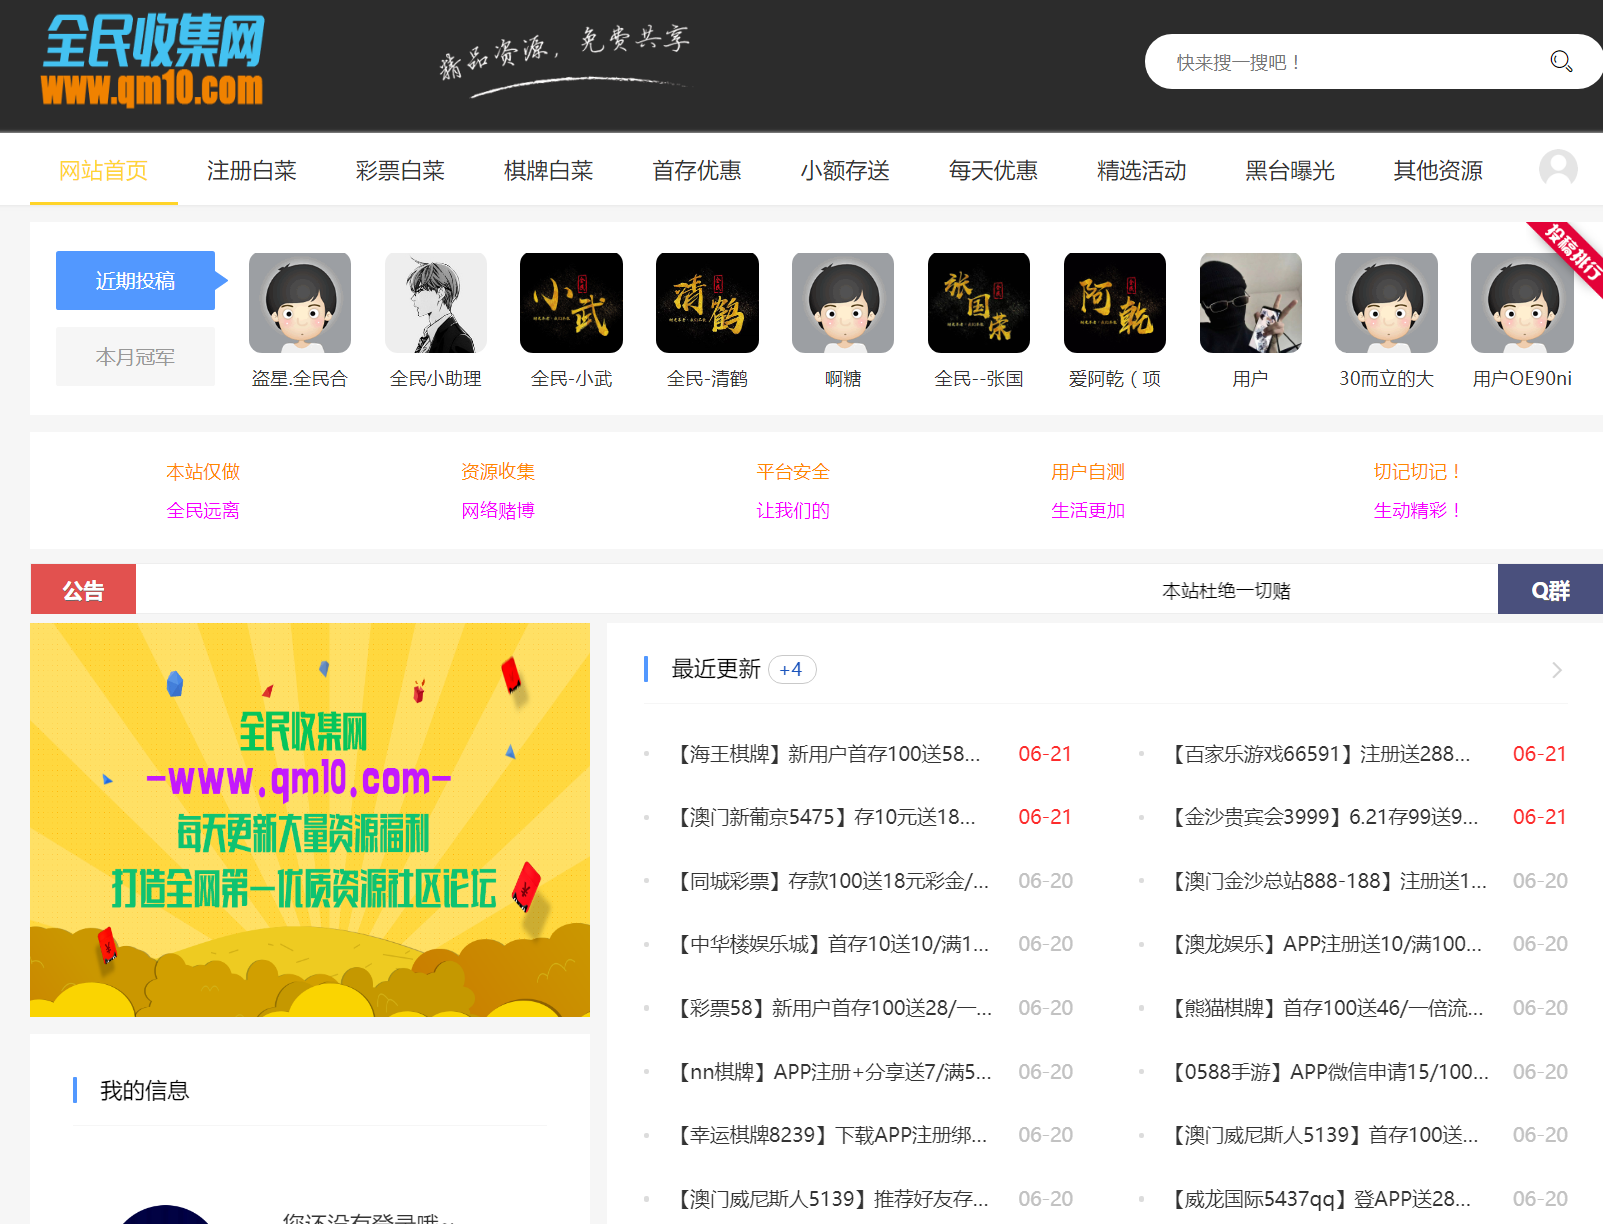 全民收集网
www.qm10.com
精品资源，免费共享
快来搜一搜吧！
网站首页 注册白菜 彩票白菜 棋牌白菜 首存优惠 小额存送 每天优惠 精选活动 黑台曝光 其他资源
投稿排行
近期投稿
本月冠军
小武 清鹤 张国荣 阿乾
盗星.全民合 全民小助理 全民-小武 全民-清鹤 啊糖 全民--张国 爱阿乾（项 用户 30而立的大 用户OE90ni
本站仅做 资源收集 平台安全 用户自测 切记切记！
全民远离 网络赌博 让我们的 生活更加 生动精彩！
公告 本站杜绝一切赌 Q群
全民收集网
-www.qm10.com-
每天更新大量资源福利
打造全网第一优质资源社区论坛
我的信息
您还没有登录哦~
最近更新 +4
【海王棋牌】新用户首存100送58... 06-21
【百家乐游戏66591】注册送288... 06-21
【澳门新葡京5475】存10元送18... 06-21
【金沙贵宾会3999】6.21存99送9... 06-21
【同城彩票】存款100送18元彩金/... 06-20
【澳门金沙总站888-188】注册送1... 06-20
【中华楼娱乐城】首存10送10/满1... 06-20
【澳龙娱乐】APP注册送10/满100... 06-20
【彩票58】新用户首存100送28/一... 06-20
【熊猫棋牌】首存100送46/一倍流... 06-20
【nn棋牌】APP注册+分享送7/满5... 06-20
【0588手游】APP微信申请15/100... 06-20
【幸运棋牌8239】下载APP注册绑... 06-20
【澳门威尼斯人5139】首存100送... 06-20
【澳门威尼斯人5139】推荐好友存... 06-20
【威龙国际5437qq】登APP送28... 06-20